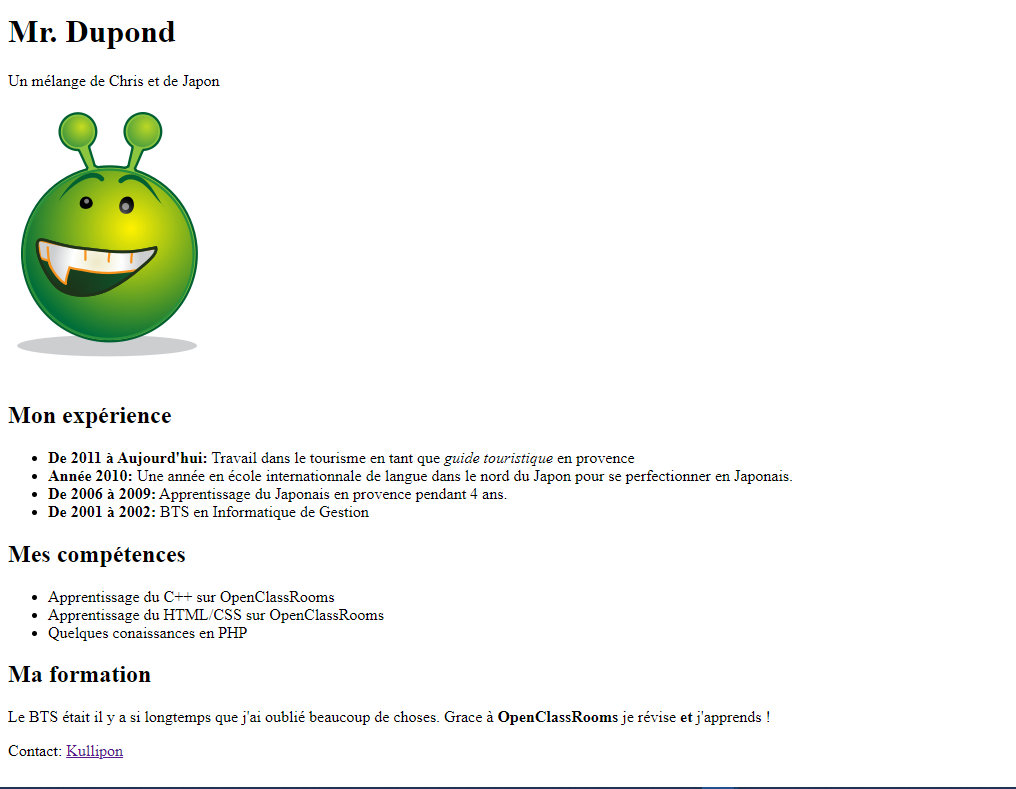 Mr. Dupond
Un mélange de Chris et de Japon
Mon expérience
De 2011 à Aujourd'hui: Travail dans le tourisme en tant que guide touristique en provence
Année 2010: Une année en école internationnale de langue dans le nord du Japon pour se perfectionner en Japonais.
De 2006 à 2009: Apprentissage du Japonais en provence pendant 4 ans.
De 2001 à 2002: BTS en Informatique de Gestion
Mes compétences
Apprentissage du C++ sur OpenClassRooms
Apprentissage du HTML/CSS sur OpenClassRooms
Quelques conaissances en PHP
Ma formation
Le BTS était il y a si longtemps que j'ai oublié beaucoup de choses. Grace à OpenClassRooms je révise et j'apprends !
Contact: Kullipon